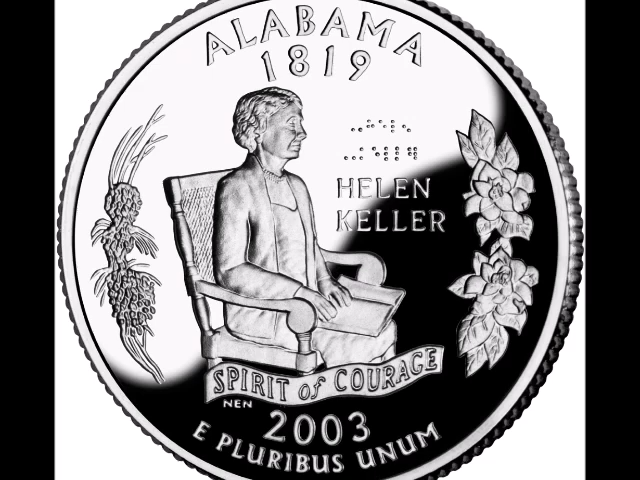 ALABAMA
1819
HELEN
KELLER
SPIRIT of COURAGE
NEN
2003
E PLURIBUS UNUM